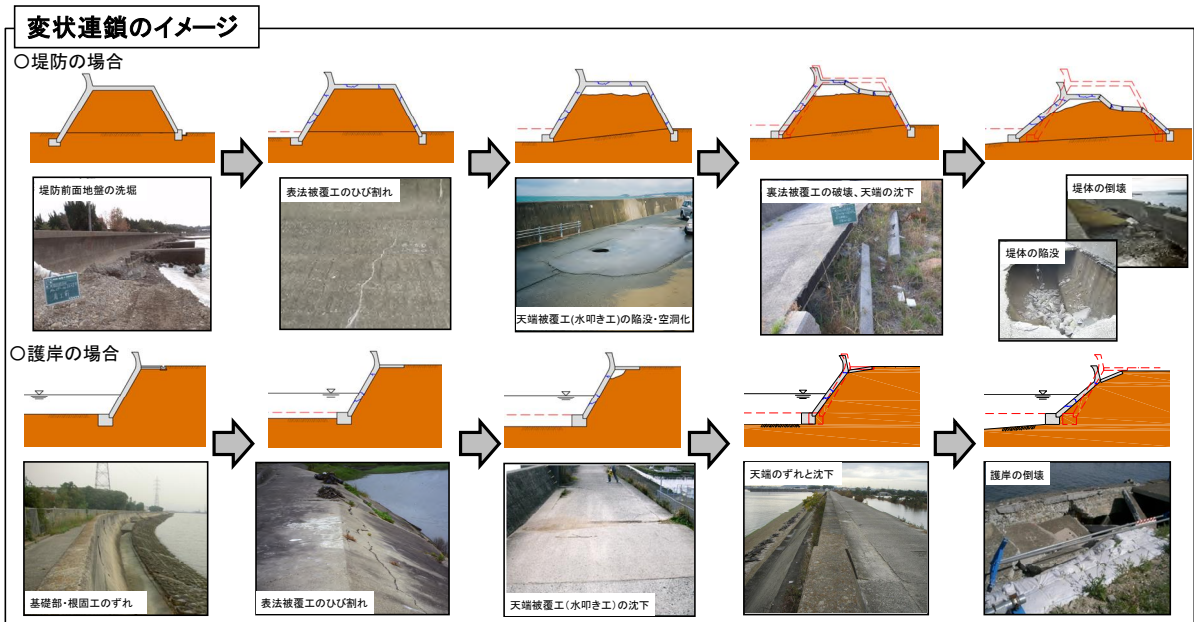 変状連鎖のイメージ
○堤防の場合
堤防前面地盤の洗堀
表法被覆工のひび割れ
天端被覆工(水叩き工)の陥没・空洞化
裏法被覆工の破壊、天端の沈下
堤体の倒壊
堤体の陥没
○護岸の場合
基礎部・根固工のずれ
表法被覆工のひび割れ
天端被覆工(水叩き工)の沈下
天端のずれと沈下
護岸の倒壊